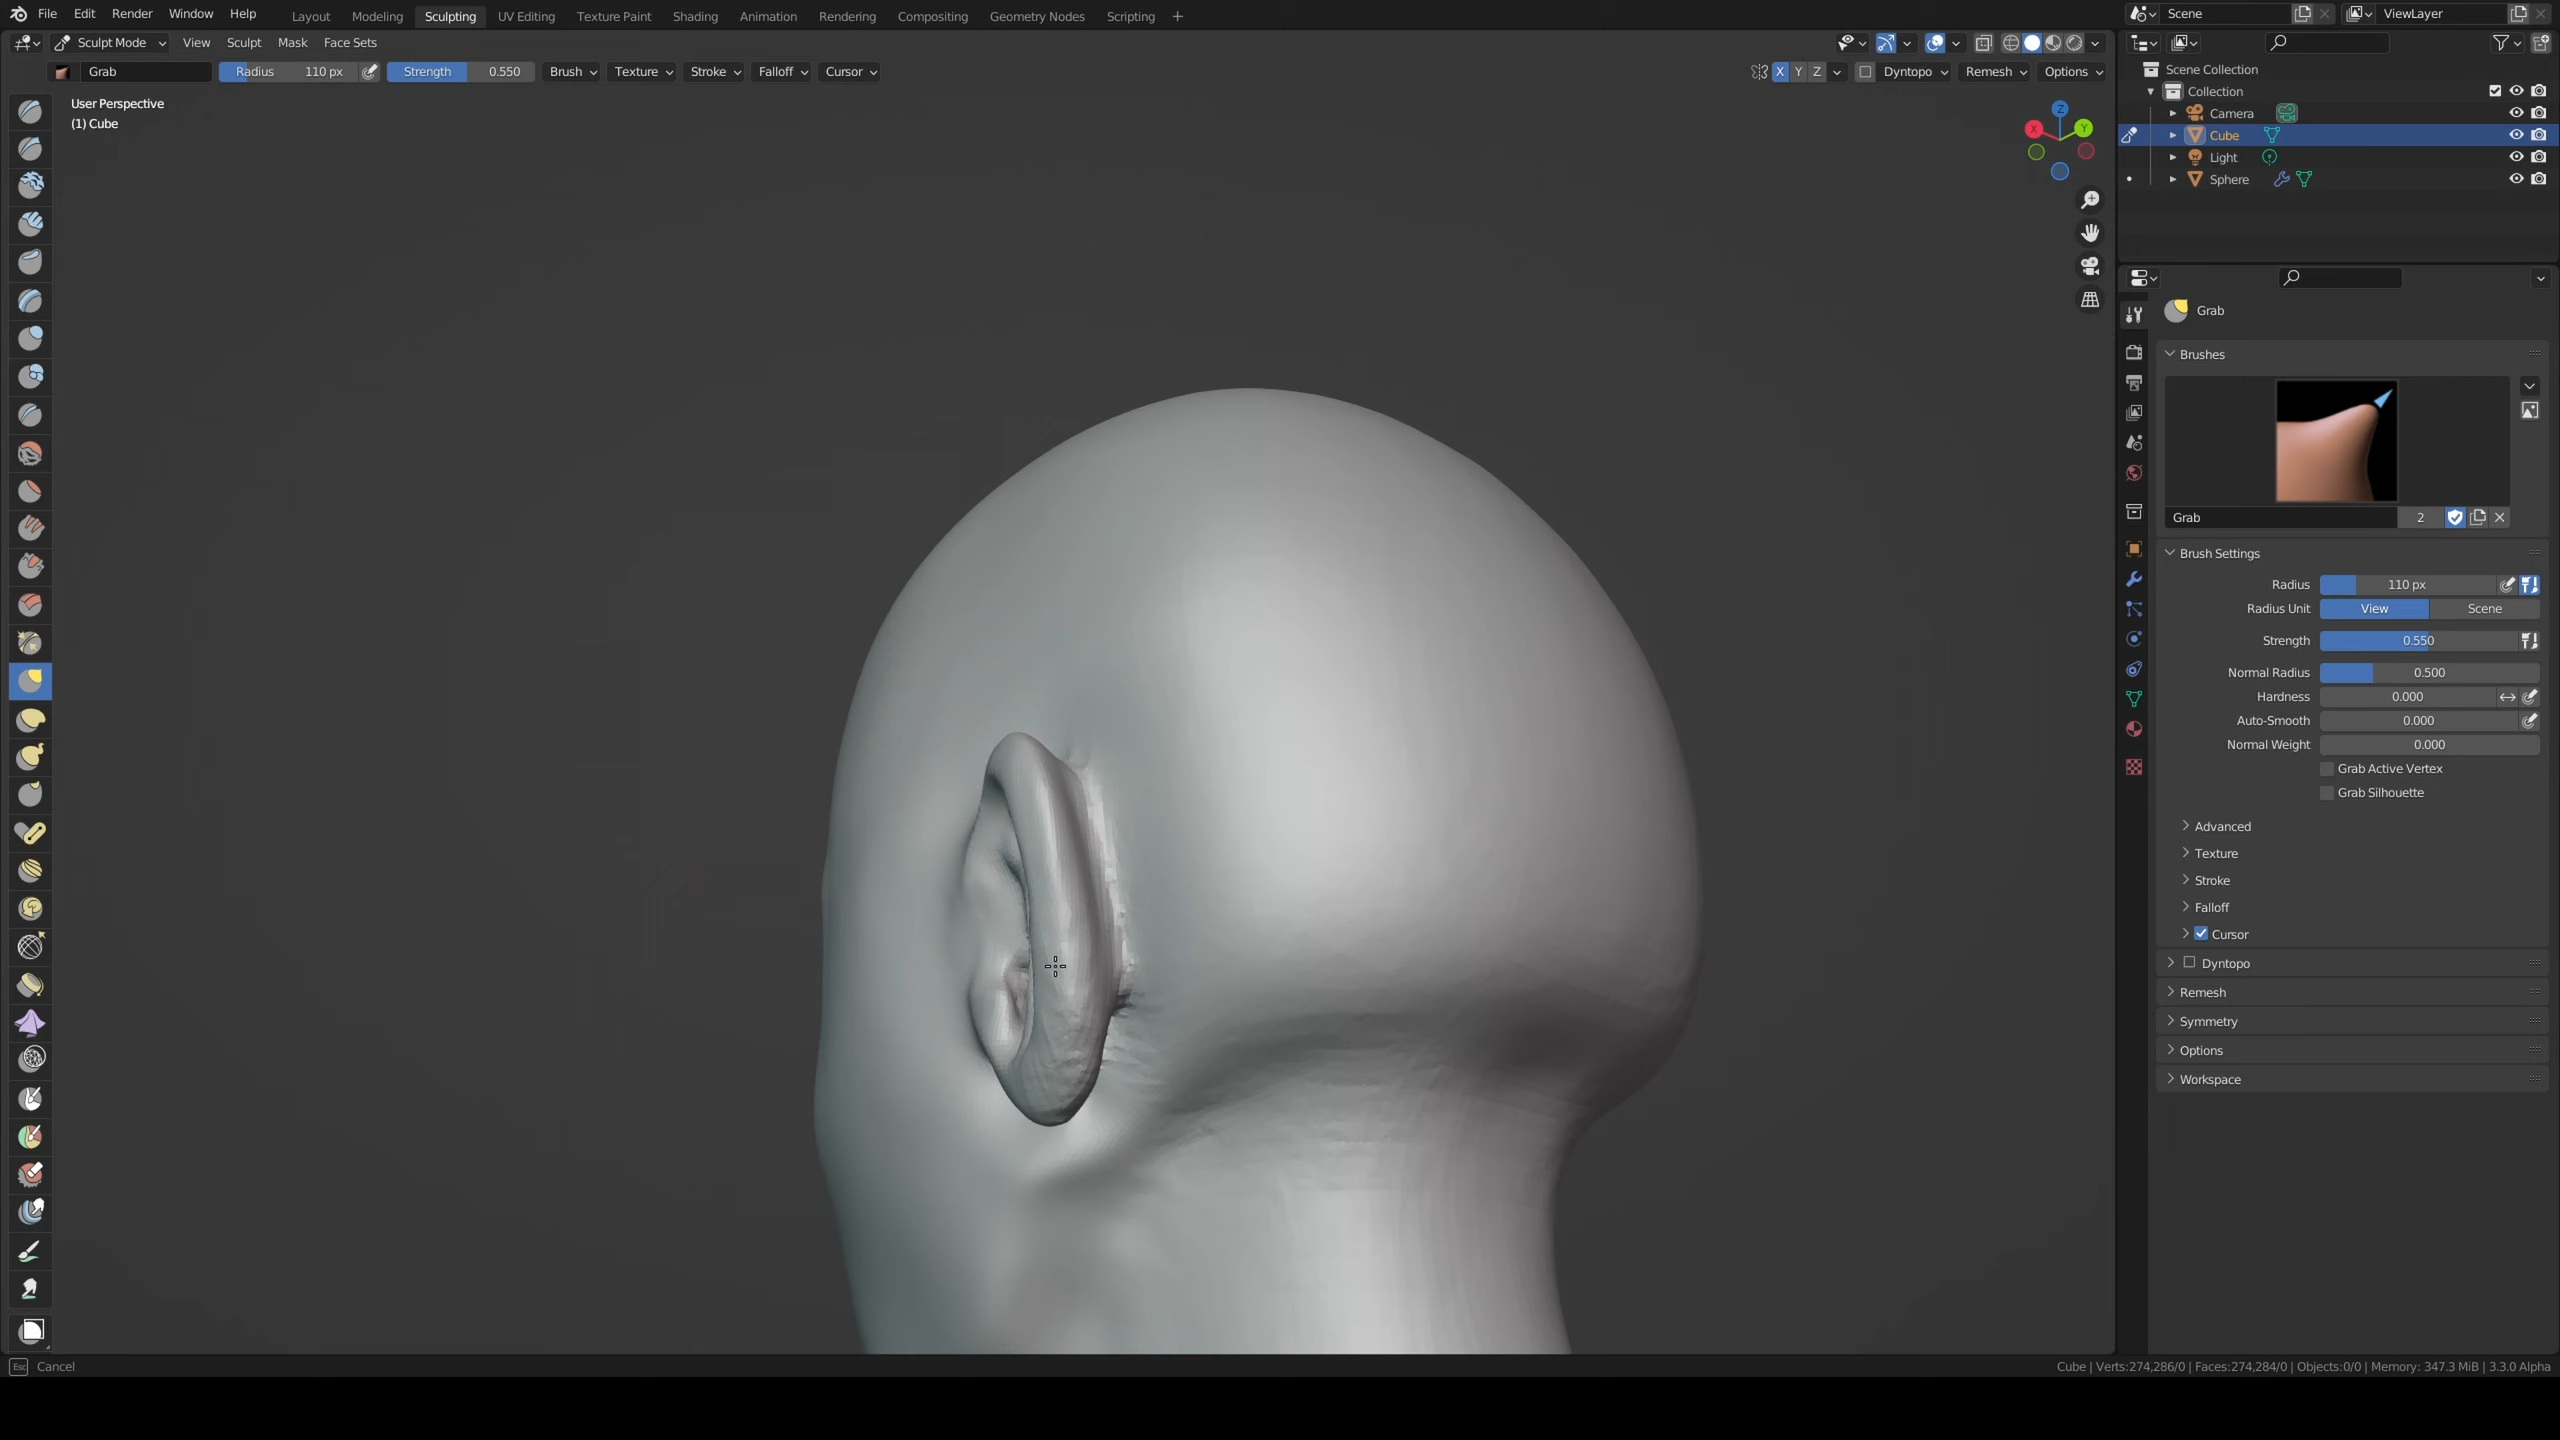 File Edit Render Window Help Layout Modeling Sculpting UV Editing Texture Paint Shading Animation Rendering Compositing Geometry Nodes Scripting + Scene ViewLayer
Sculpt Mode View Sculpt Mask Face Sets
Grab Radius 110 px Strength 0.550 Brush Texture Stroke Falloff Cursor X Y Z Dyntopo Remesh Options
User Perspective
(1) Cube
Z
X
Y
Scene Collection
Collection
Camera
Cube
Light
Sphere
Grab
Brushes
Grab 2
Brush Settings
Radius 110 px
Radius Unit View Scene
Strength 0.550
Normal Radius 0.500
Hardness 0.000
Auto-Smooth 0.000
Normal Weight 0.000
Grab Active Vertex
Grab Silhouette
Advanced
Texture
Stroke
Falloff
Cursor
Dyntopo
Remesh
Symmetry
Options
Workspace
Esc Cancel
Cube | Verts:274,286/0 | Faces:274,284/0 | Objects:0/0 | Memory: 347.3 MiB | 3.3.0 Alpha